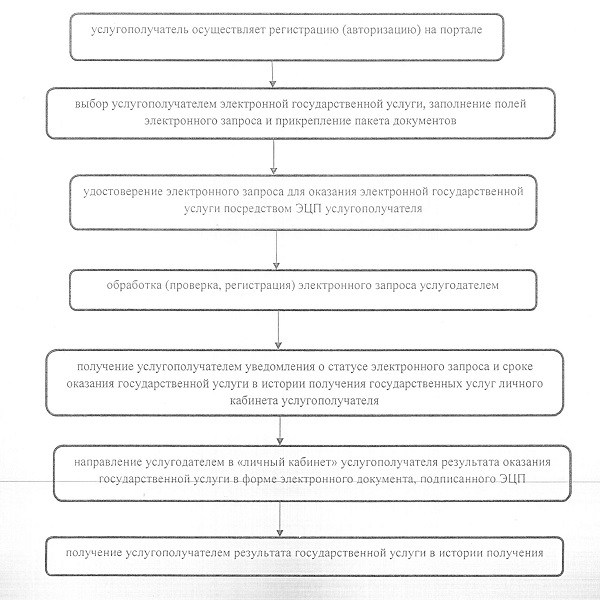 услугополучатель осуществляет регистрацию (авторизацию) на портале
выбор услугополучателем электронной государственной услуги, заполнение полей
электронного запроса и прикрепление пакета документов
удостоверение электронного запроса для оказания электронной государственной
услуги посредством ЭЦП услугополучателя
обработка (проверка, регистрация) электронного запроса услугодателем
получение услугополучателем уведомления о статусе электронного запроса и сроке
оказания государственной услуги в истории получения государственных услуг личного
кабинета услугополучателя
направление услугодателем в «личный кабинет» услугополучателя результата оказания
государственной услуги в форме электронного документа, подписанного ЭЦП
получение услугополучателем результата государственной услуги в истории получения